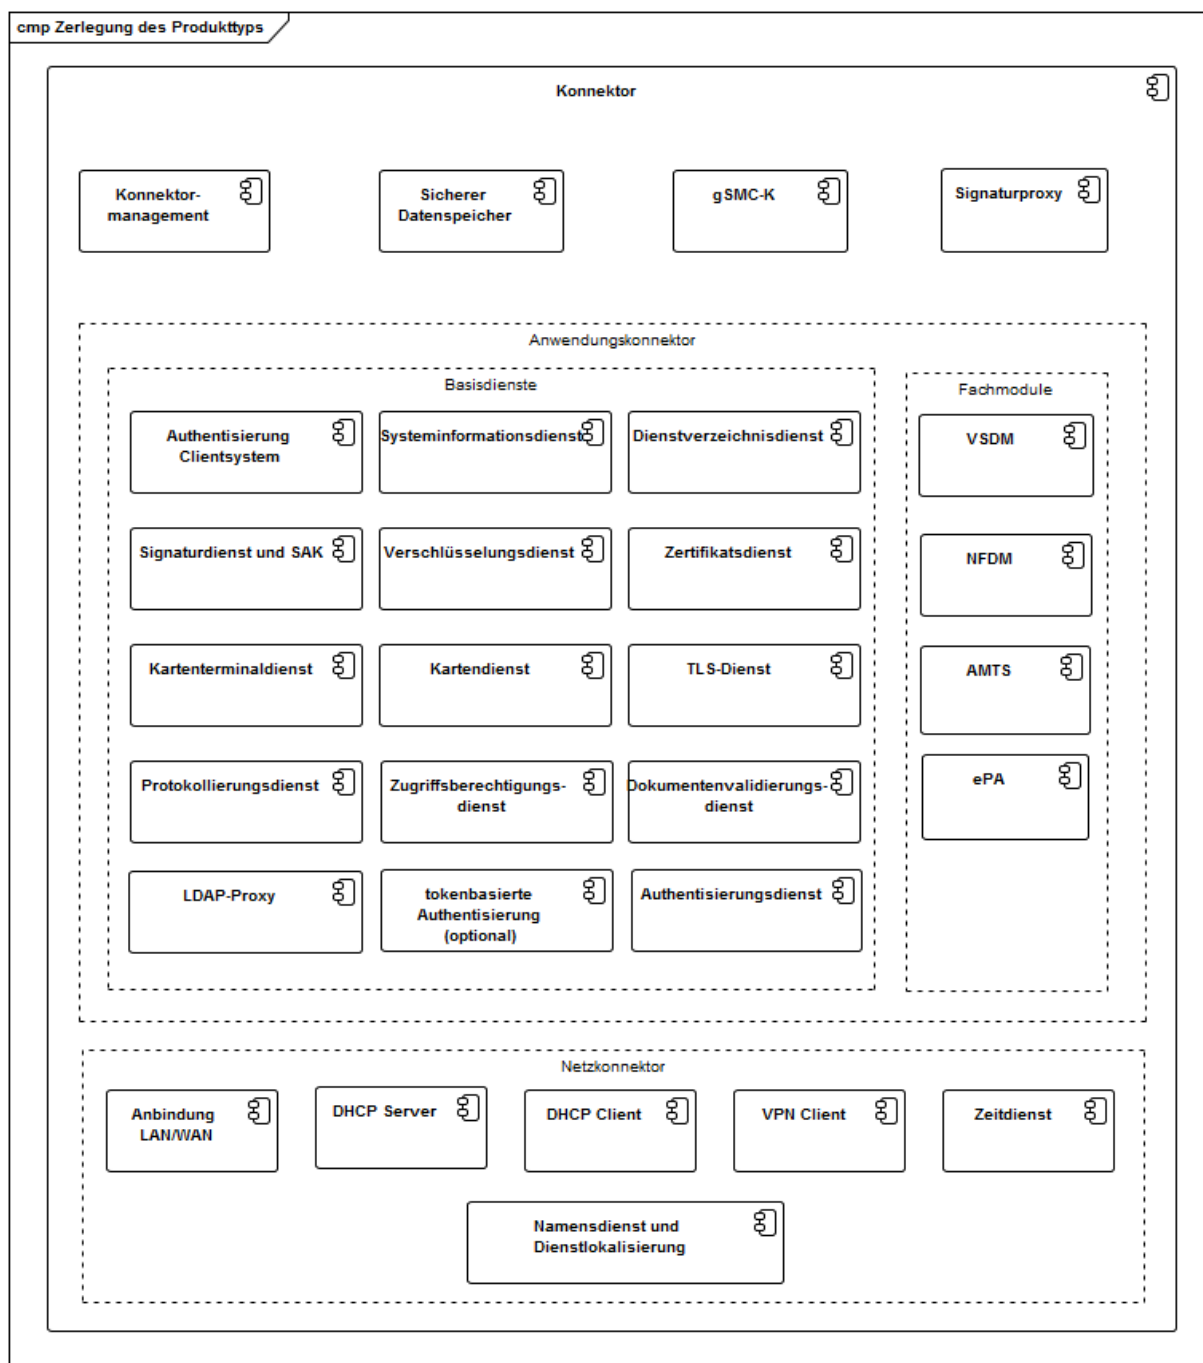 cmp Zerlegung des Produkttyps
Konnektor
Konnektor-
management
Sicherer
Datenspeicher
gSMC-K
Signaturproxy
Anwendungskonnektor
Basisdienste
Fachmodule
Authentisierung
Clientsystem
Systeminformationsdienst
Dienstverzeichnisdienst
VSDM
Signaturdienst und SAK
Verschlüsselungsdienst
Zertifikatsdienst
NFDM
Kartenterminaldienst
Kartendienst
TLS-Dienst
AMTS
Protokollierungsdienst
Zugriffsberechtigungs-
dienst
Dokumentenvalidierungs-
dienst
ePA
LDAP-Proxy
tokenbasierte
Authentisierung
(optional)
Authentisierungsdienst
Netzkonnektor
Anbindung
LAN/WAN
DHCP Server
DHCP Client
VPN Client
Zeitdienst
Namensdienst und
Dienstlokalisierung